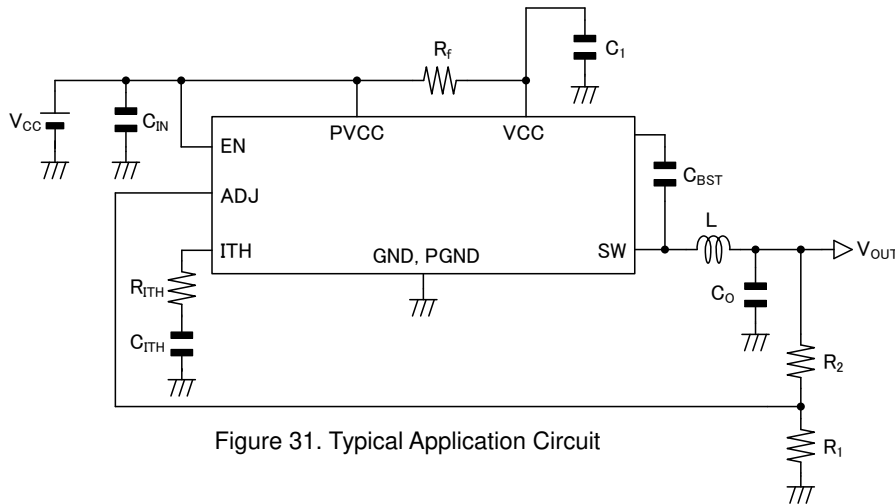 C1
Rf
VCC
CIN
EN
PVCC
VCC
ADJ
CBST
ITH
GND, PGND
SW
L
VOUT
RITH
CO
CITH
R2
R1
Figure 31. Typical Application Circuit